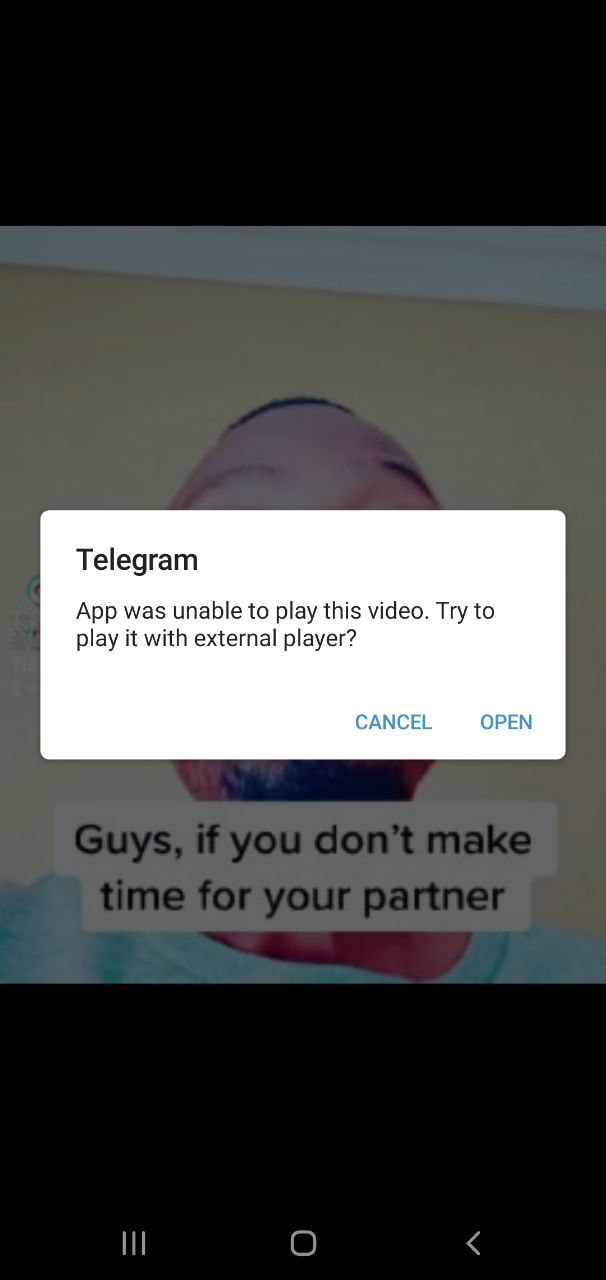 Telegram
App was unable to play this video. Try to
play it with external player?
CANCEL
OPEN
Guys, if you don't make
time for your partner